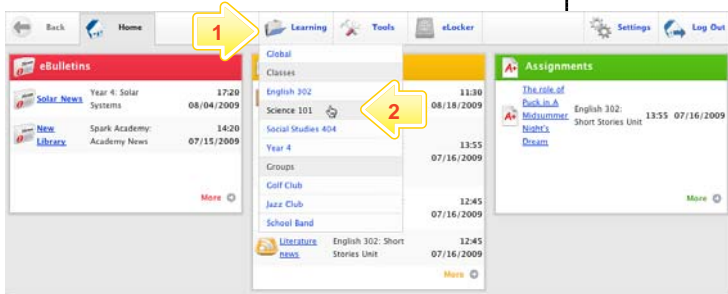 Back
Home
1
Learning
Tools
eLocker
Settings
Log Out
eBulletins
Solar News
Year 4: Solar
Systems
17:20
08/04/2009
New
Library
Spark Academy:
Academy News
14:20
07/15/2009
More
Global
Classes
English 302
Science 101
2
Social Studies 404
Year 4
Groups
Golf Club
Jazz Club
School Band
11:30
08/18/2009
13:55
07/16/2009
12:45
07/16/2009
Literature
news
English 302: Short
Stories Unit
12:45
07/16/2009
More
A+ Assignments
A+
The role of
Puck in A
Midsummer
Night's
Dream
English 302:
Short Stories Unit
13:55 07/16/2009
More